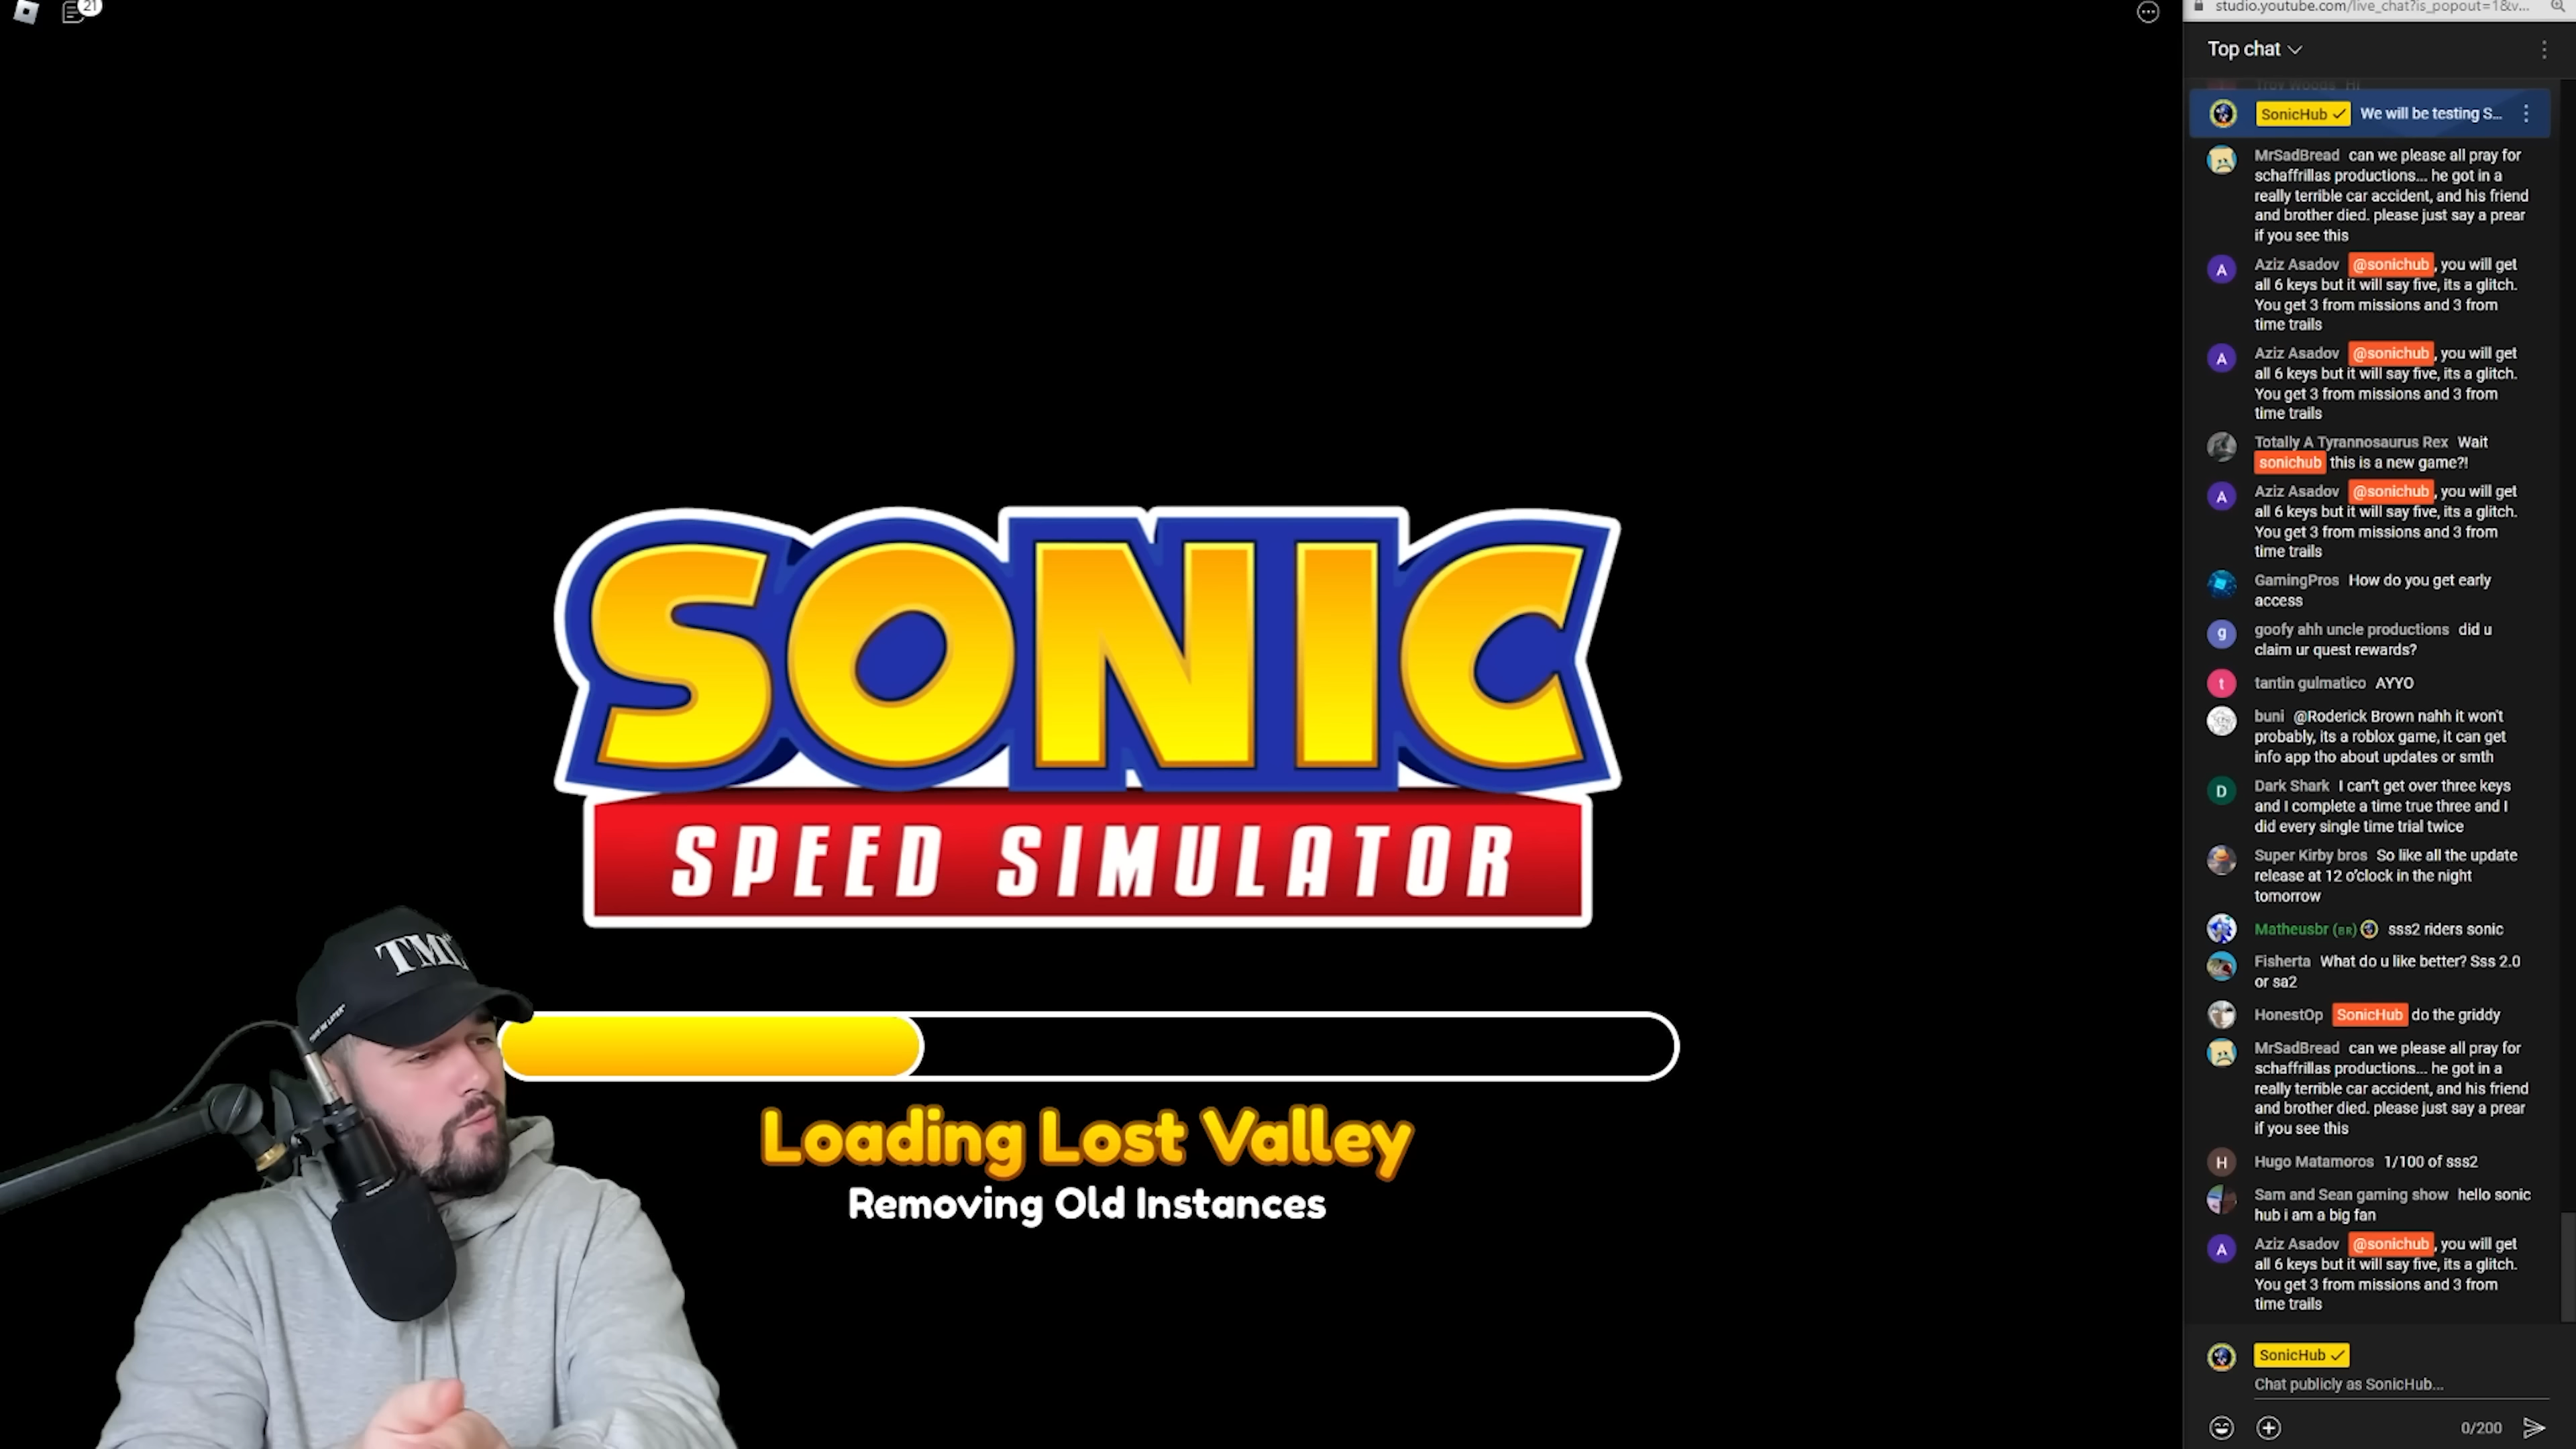 21
studio.youtube.com/live_chat?is_popout=1&v...
Top chat
Troy Woods Hi
SonicHub We will be testing S...
MrSadBread can we please all pray for
schaffrillas productions... he got in a
really terrible car accident, and his friend
and brother died. please just say a prear
if you see this
Aziz Asadov @sonichub, you will get
all 6 keys but it will say five, its a glitch.
You get 3 from missions and 3 from
time trails
Aziz Asadov @sonichub, you will get
all 6 keys but it will say five, its a glitch.
You get 3 from missions and 3 from
time trails
Totally A Tyrannosaurus Rex Wait
sonichub this is a new game?!
Aziz Asadov @sonichub, you will get
all 6 keys but it will say five, its a glitch.
You get 3 from missions and 3 from
time trails
GamingPros How do you get early
access
goofy ahh uncle productions did u
claim ur quest rewards?
tantin gulmatico AYYO
buni @Roderick Brown nahh it won't
probably, its a roblox game, it can get
info app tho about updates or smth
Dark Shark I can't get over three keys
and I complete a time true three and I
did every single time trial twice
Super Kirby bros So like all the update
release at 12 o'clock in the night
tomorrow
Matheusbr (BR) sss2 riders sonic
Fisherta What do u like better? Sss 2.0
or sa2
HonestOp SonicHub do the griddy
MrSadBread can we please all pray for
schaffrillas productions... he got in a
really terrible car accident, and his friend
and brother died. please just say a prear
if you see this
Hugo Matamoros 1/100 of sss2
Sam and Sean gaming show hello sonic
hub i am a big fan
Aziz Asadov @sonichub, you will get
all 6 keys but it will say five, its a glitch.
You get 3 from missions and 3 from
time trails
SonicHub
Chat publicly as SonicHub...
0/200
A
A
A
g
t
D
H
A
SONIC
SPEED SIMULATOR
Loading Lost Valley
Removing Old Instances